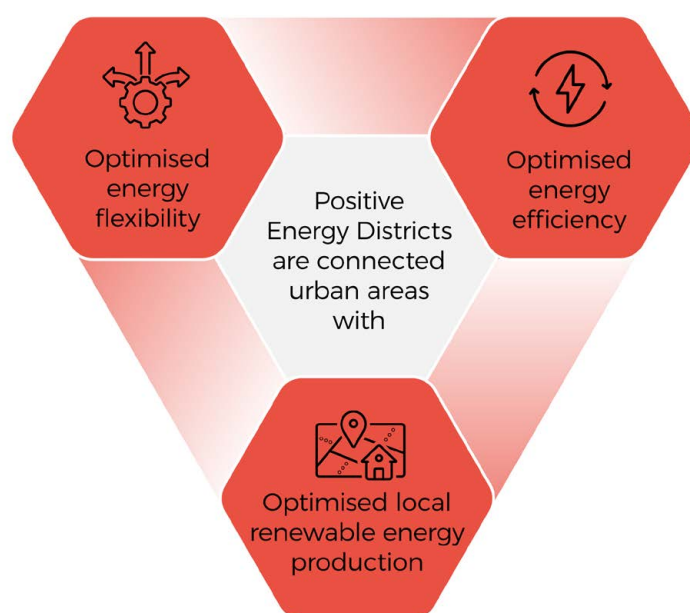 Optimised
energy
flexibility
Optimised
energy
efficiency
Positive
Energy Districts
are connected
urban areas
with
Optimised local
renewable energy
production